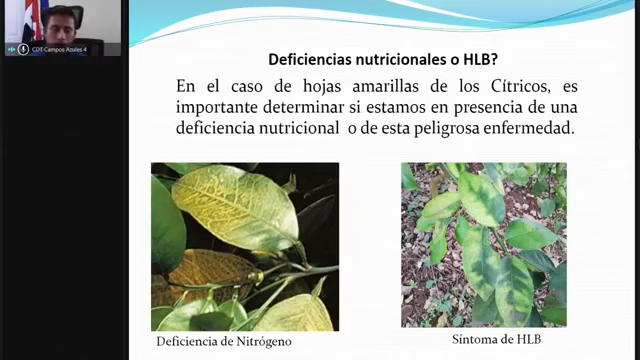 CDT Campos Azules 4
Deficiencias nutricionales o HLB?
En el caso de hojas amarillas de los Cítricos, es
importante determinar si estamos en presencia de una
deficiencia nutricional o de esta peligrosa enfermedad.
Deficiencia de Nitrógeno
Síntoma de HLB